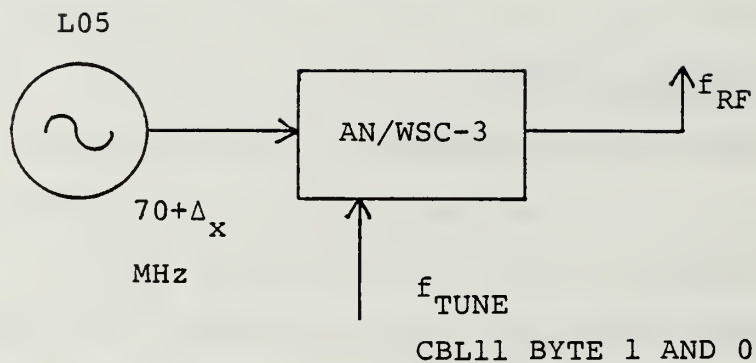 L05
AN/WSC-3
f_RF
70+Δ_x
MHz
f_TUNE
CBL11 BYTE 1 AND 0